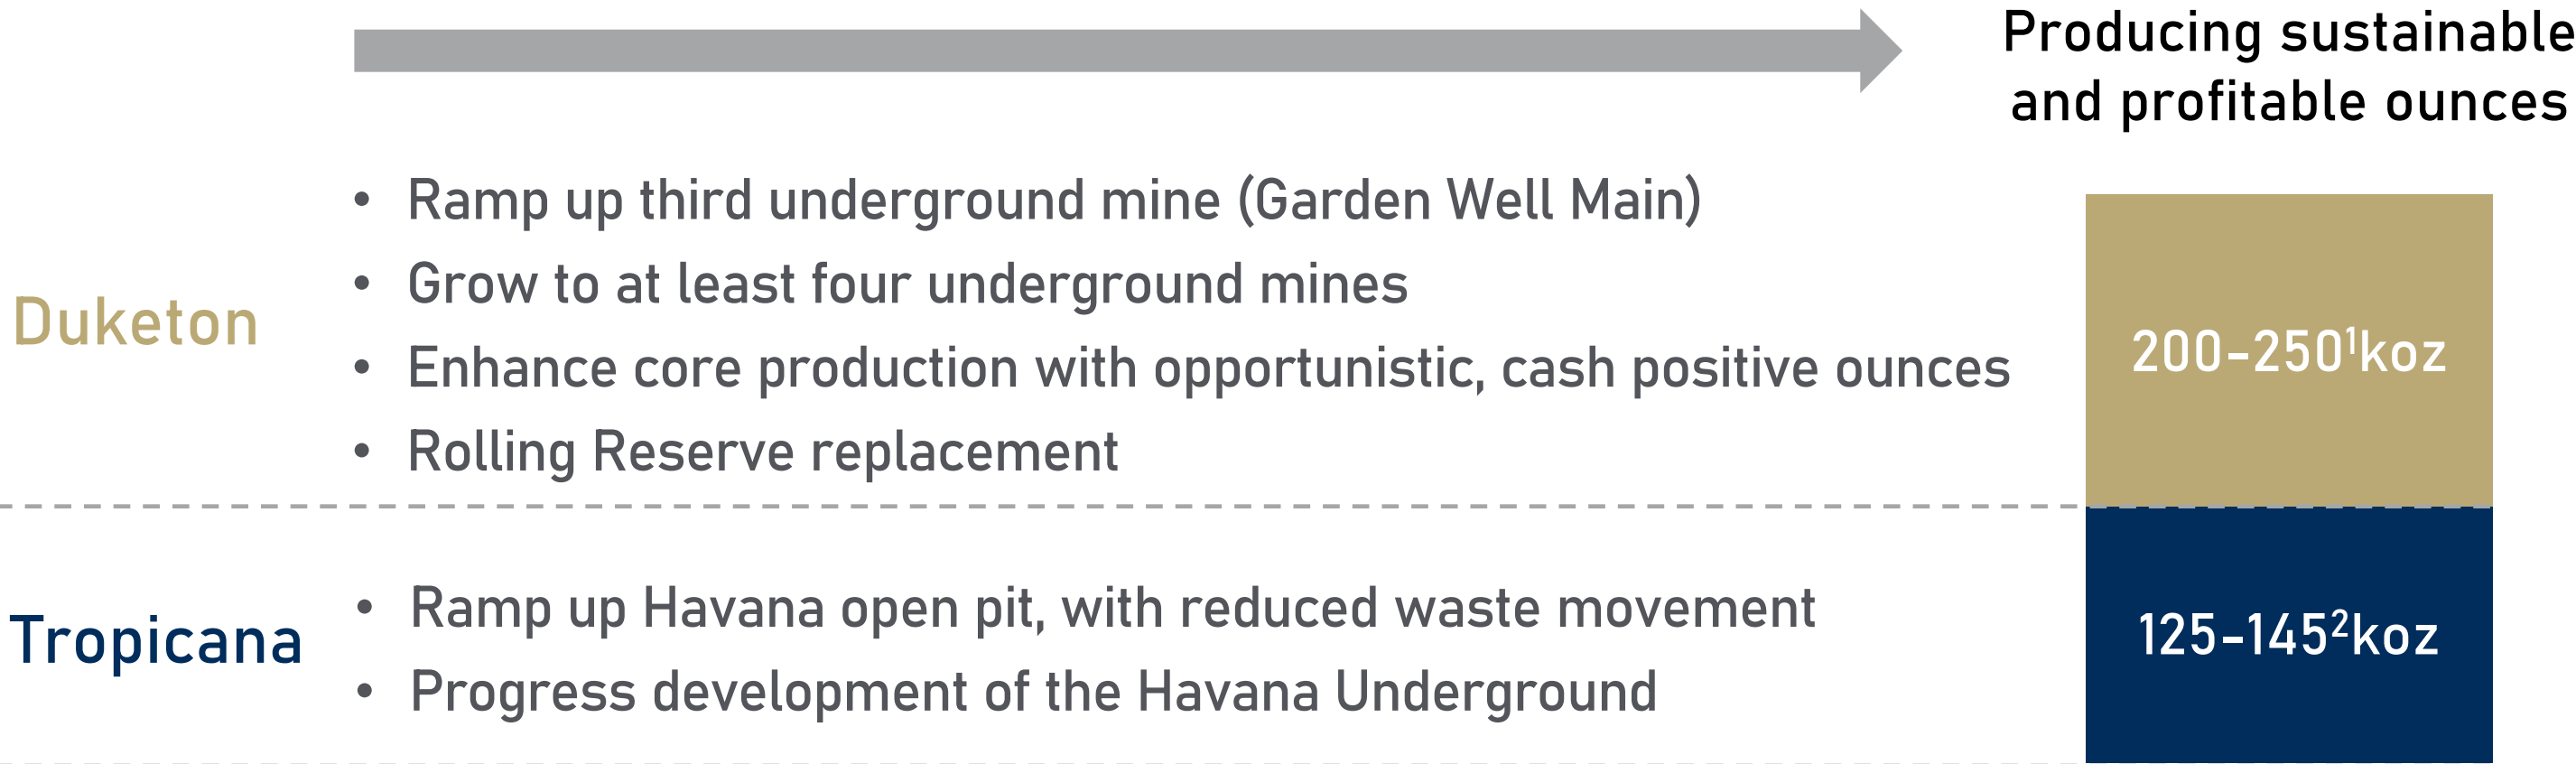 Producing sustainable
and profitable ounces
Duketon
• Ramp up third underground mine (Garden Well Main)
• Grow to at least four underground mines
• Enhance core production with opportunistic, cash positive ounces
• Rolling Reserve replacement
200-250¹koz
Tropicana
• Ramp up Havana open pit, with reduced waste movement
• Progress development of the Havana Underground
125-145²koz